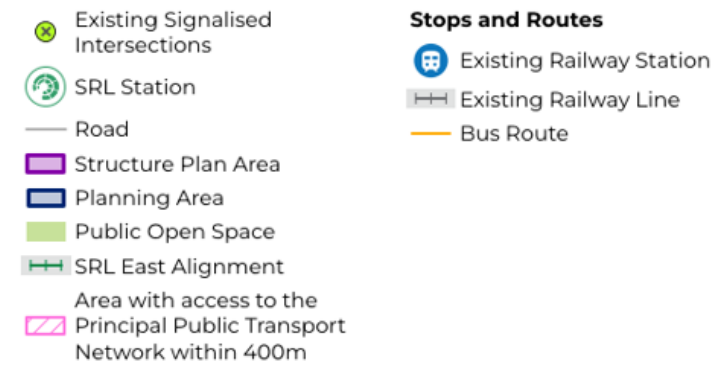 Existing Signalised
Intersections
SRL Station
Road
Structure Plan Area
Planning Area
Public Open Space
SRL East Alignment
Area with access to the
Principal Public Transport
Network within 400m
Stops and Routes
Existing Railway Station
Existing Railway Line
Bus Route